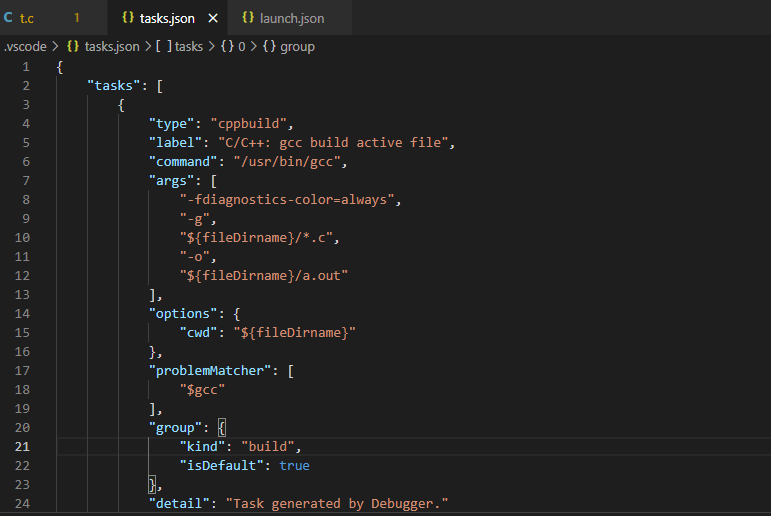 C t.c 1 {} tasks.json × {} launch.json
.vscode > {} tasks.json > [ ] tasks > {} 0 > {} group
1 {
2 "tasks": [
3 {
4 "type": "cppbuild",
5 "label": "C/C++: gcc build active file",
6 "command": "/usr/bin/gcc",
7 "args": [
8 "-fdiagnostics-color=always",
9 "-g",
10 "${fileDirname}/*.c",
11 "-o",
12 "${fileDirname}/a.out"
13 ],
14 "options": {
15 "cwd": "${fileDirname}"
16 },
17 "problemMatcher": [
18 "$gcc"
19 ],
20 "group": {
21 "kind": "build",
22 "isDefault": true
23 },
24 "detail": "Task generated by Debugger."